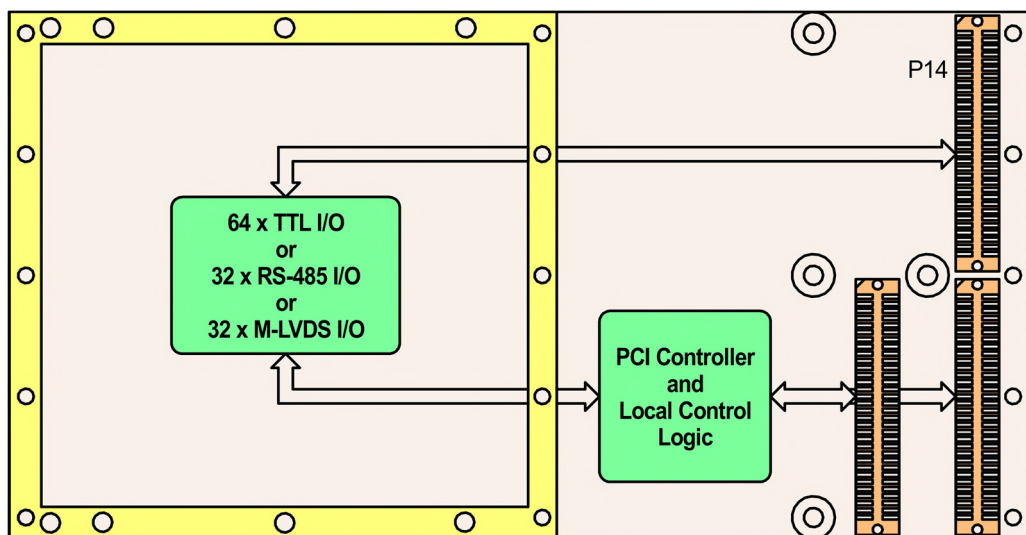 P14
64 x TTL I/O
or
32 x RS-485 I/O
or
32 x M-LVDS I/O
PCI Controller
and
Local Control
Logic